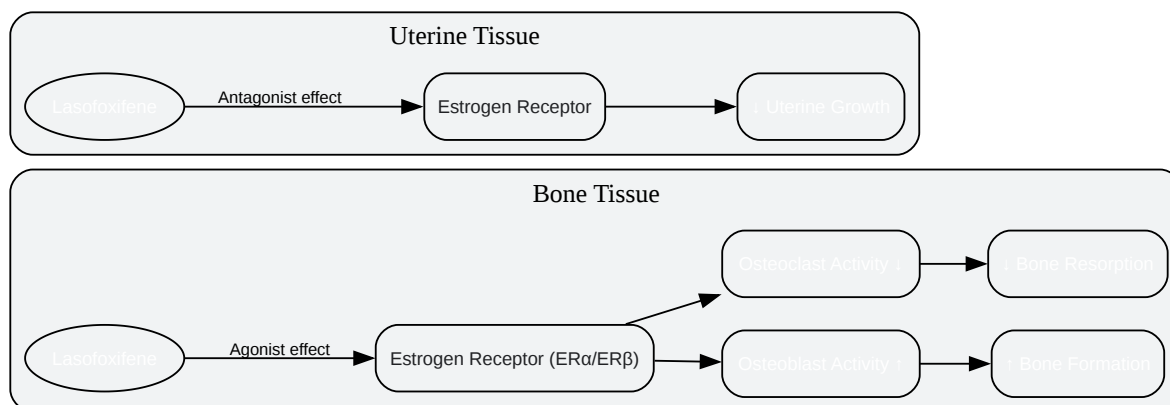 Uterine Tissue
Lasofoxifene
Antagonist effect
Estrogen Receptor
↓ Uterine Growth
Bone Tissue
Osteoclast Activity ↓
↓ Bone Resorption
Lasofoxifene
Agonist effect
Estrogen Receptor (ERα/ERβ)
Osteoblast Activity ↑
↑ Bone Formation